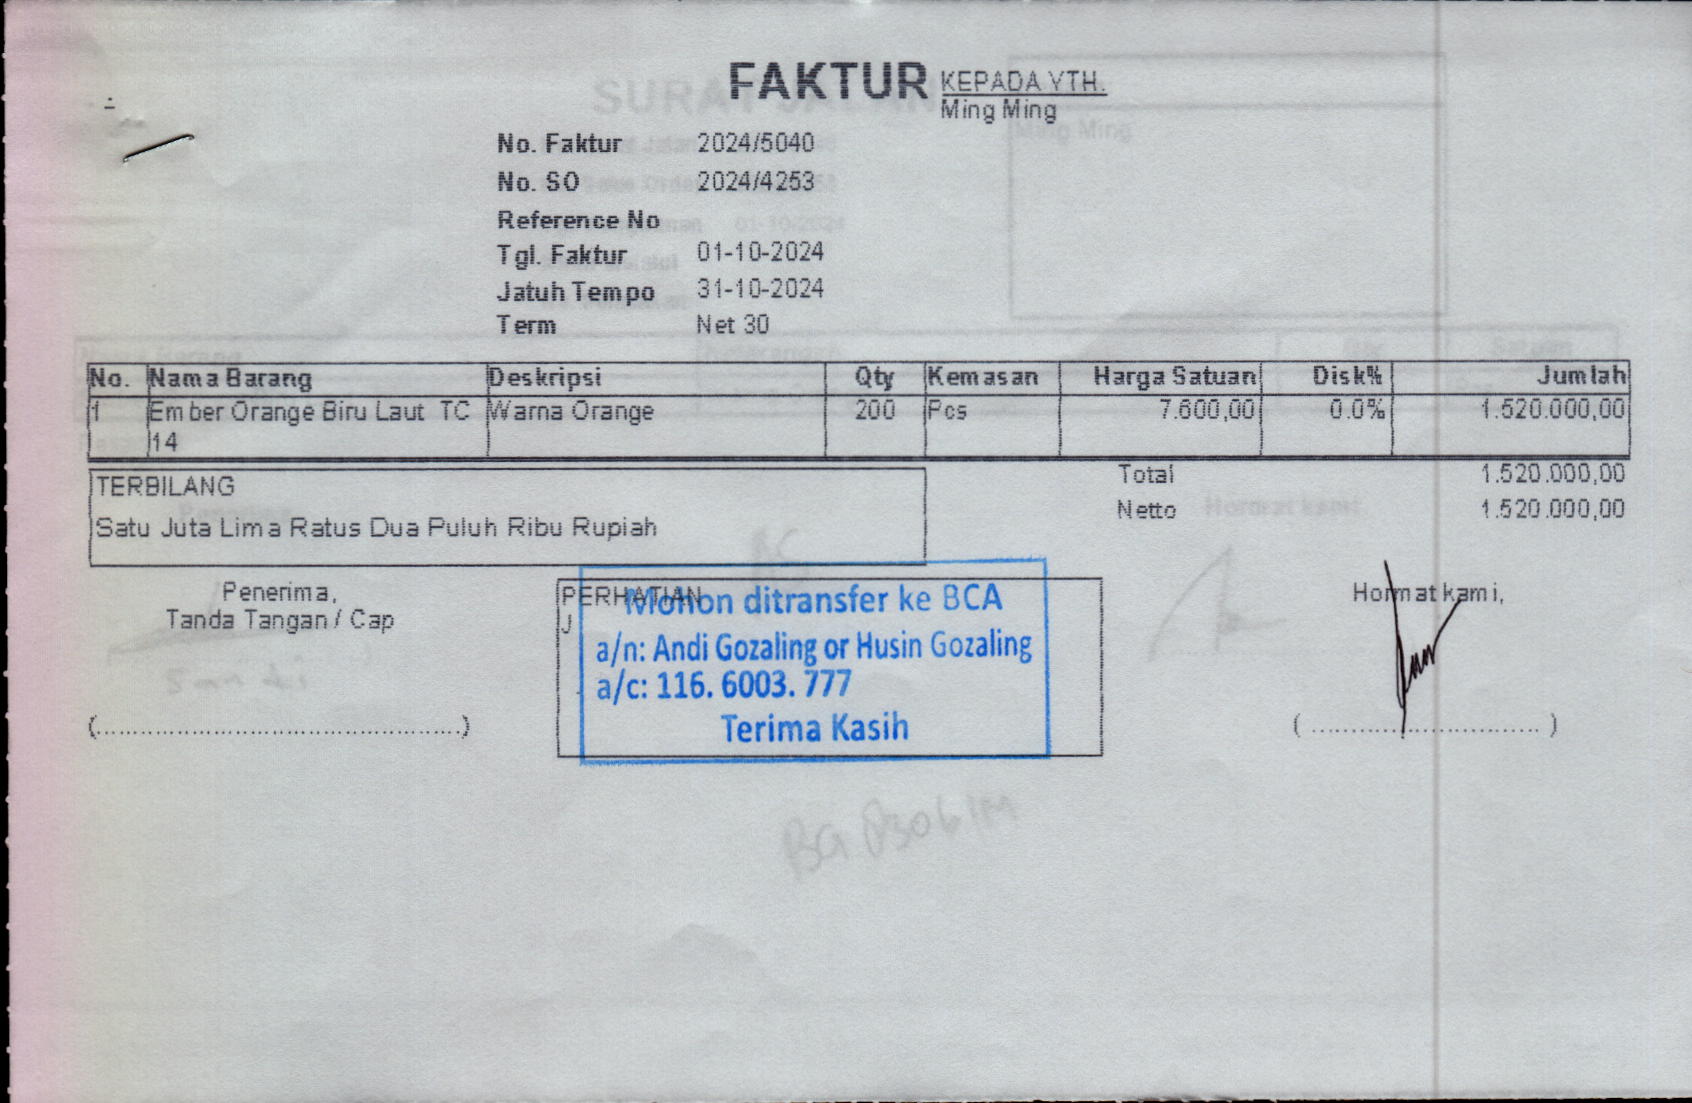 FAKTUR
KEPADA YTH.
Ming Ming
No. Faktur 2024/5040
No. SO 2024/4253
Reference No
Tgl. Faktur 01-10-2024
Jatuh Tempo 31-10-2024
Term Net 30
No. Nama Barang Deskripsi Qty Kemasan Harga Satuan Disk% Jumlah
1 Ember Orange Biru Laut TC 14 Warna Orange 200 Pcs 7.600,00 0.0% 1.520.000,00
TERBILANG
Satu Juta Lima Ratus Dua Puluh Ribu Rupiah
Total 1.520.000,00
Netto 1.520.000,00
Penerima,
Tanda Tangan / Cap
(..............................................)
PERHATIAN
J
Mohon ditransfer ke BCA
a/n: Andi Gozaling or Husin Gozaling
a/c: 116. 6003. 777
Terima Kasih
Hormat kami,
( ............................. )